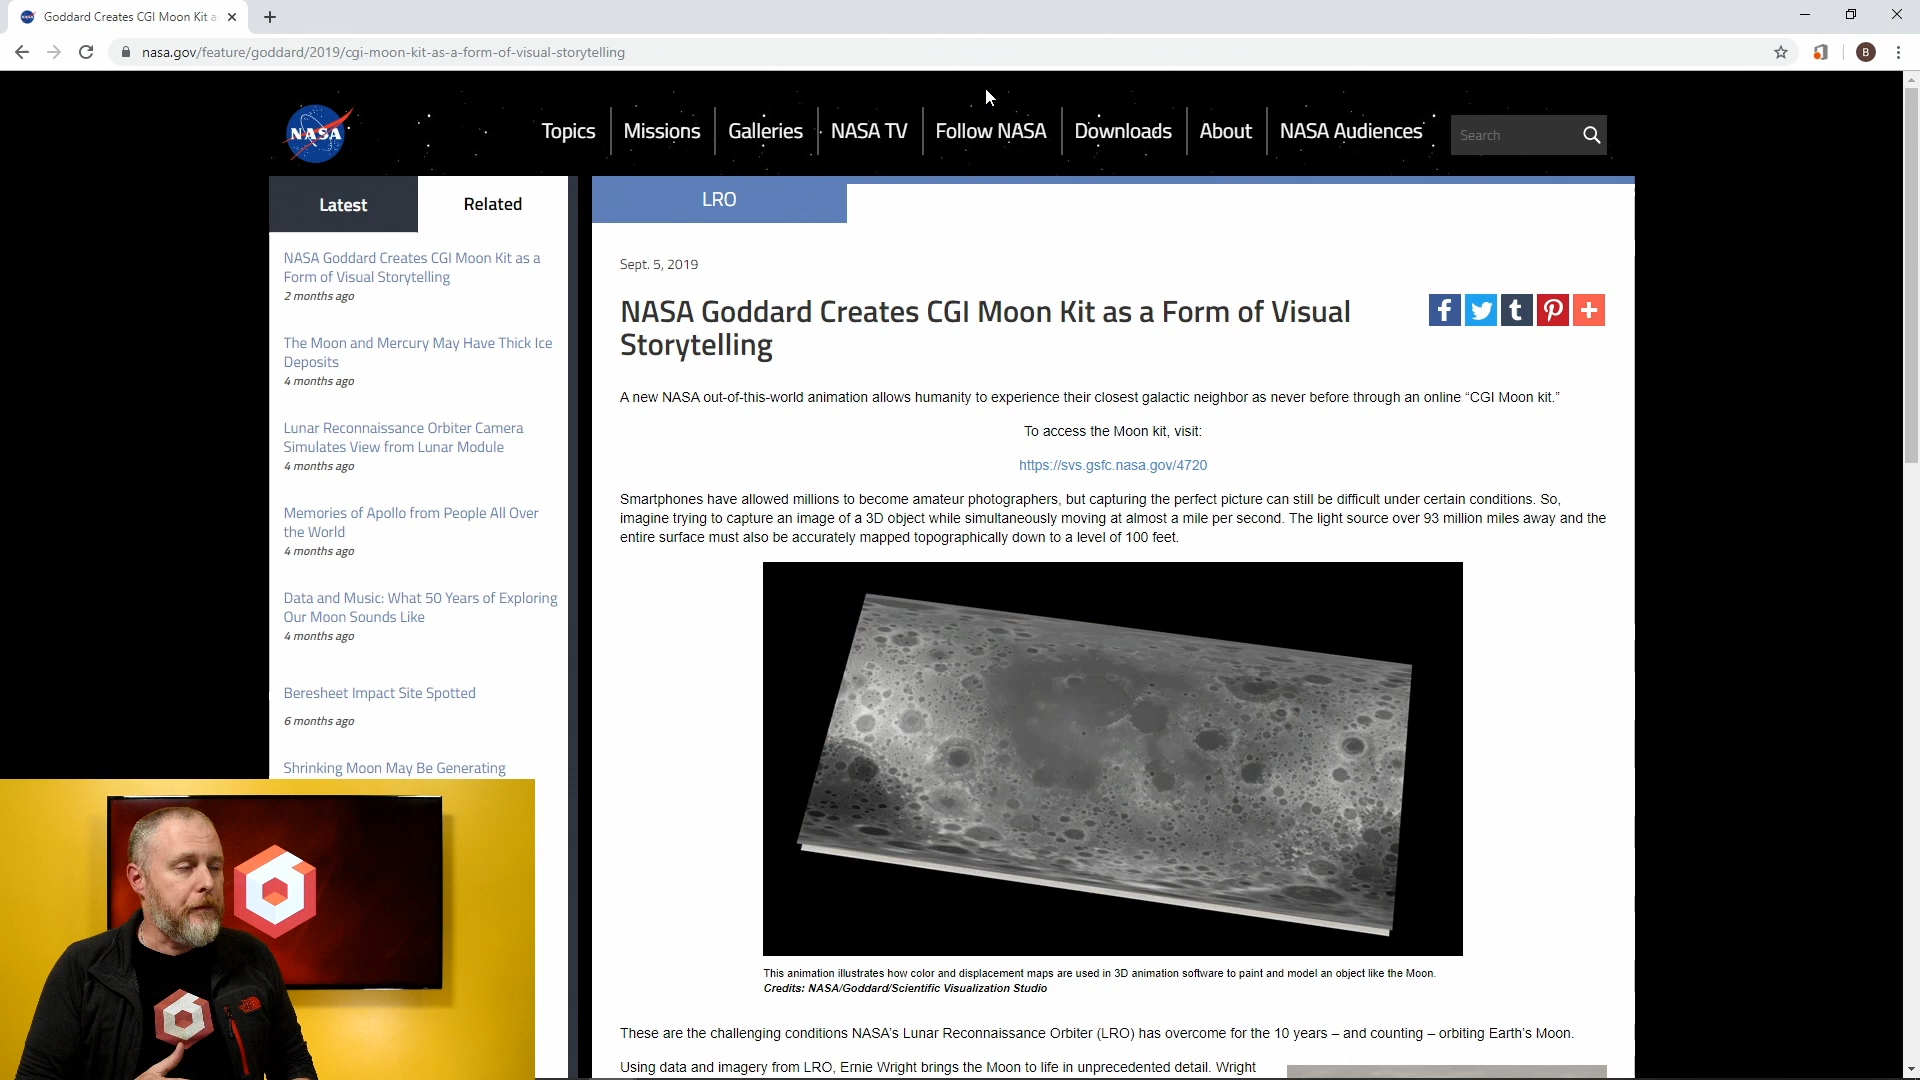 Goddard Creates CGI Moon Kit a
nasa.gov/feature/goddard/2019/cgi-moon-kit-as-a-form-of-visual-storytelling
B
NASA
Topics
Missions
Galleries
NASA TV
Follow NASA
Downloads
About
NASA Audiences
Search
Latest
Related
NASA Goddard Creates CGI Moon Kit as a
Form of Visual Storytelling
2 months ago
The Moon and Mercury May Have Thick Ice
Deposits
4 months ago
Lunar Reconnaissance Orbiter Camera
Simulates View from Lunar Module
4 months ago
Memories of Apollo from People All Over
the World
4 months ago
Data and Music: What 50 Years of Exploring
Our Moon Sounds Like
4 months ago
Beresheet Impact Site Spotted
6 months ago
Shrinking Moon May Be Generating
LRO
Sept. 5, 2019
NASA Goddard Creates CGI Moon Kit as a Form of Visual
Storytelling
A new NASA out-of-this-world animation allows humanity to experience their closest galactic neighbor as never before through an online “CGI Moon kit.”
To access the Moon kit, visit:
https://svs.gsfc.nasa.gov/4720
Smartphones have allowed millions to become amateur photographers, but capturing the perfect picture can still be difficult under certain conditions. So,
imagine trying to capture an image of a 3D object while simultaneously moving at almost a mile per second. The light source over 93 million miles away and the
entire surface must also be accurately mapped topographically down to a level of 100 feet.
This animation illustrates how color and displacement maps are used in 3D animation software to paint and model an object like the Moon.
Credits: NASA/Goddard/Scientific Visualization Studio
These are the challenging conditions NASA’s Lunar Reconnaissance Orbiter (LRO) has overcome for the 10 years – and counting – orbiting Earth’s Moon.
Using data and imagery from LRO, Ernie Wright brings the Moon to life in unprecedented detail. Wright